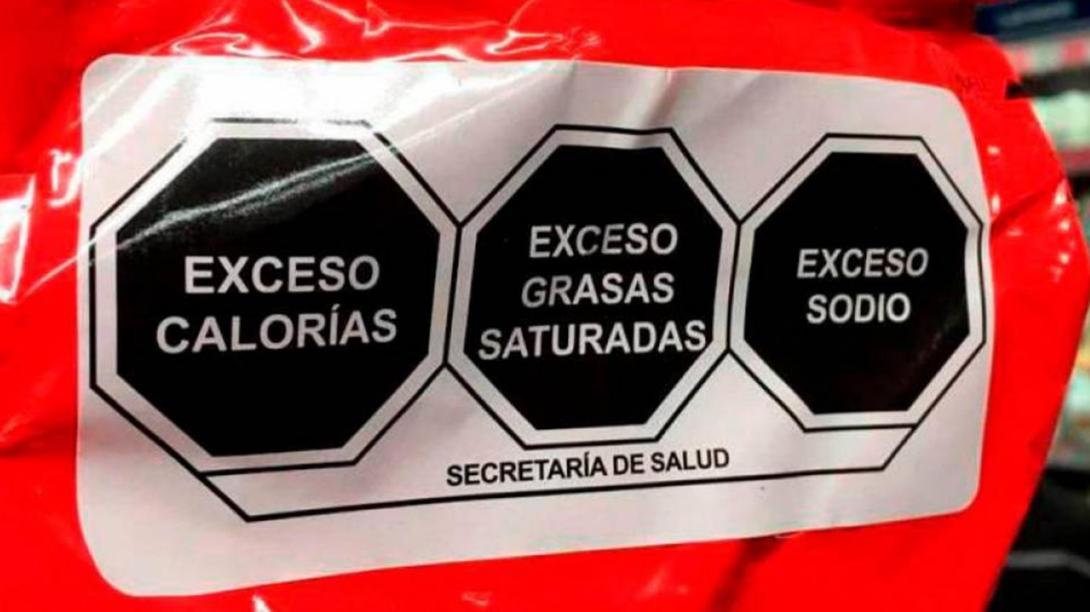 EXCESO
CALORÍAS
EXCESO
GRASAS
SATURADAS
EXCESO
SODIO
SECRETARÍA DE SALUD